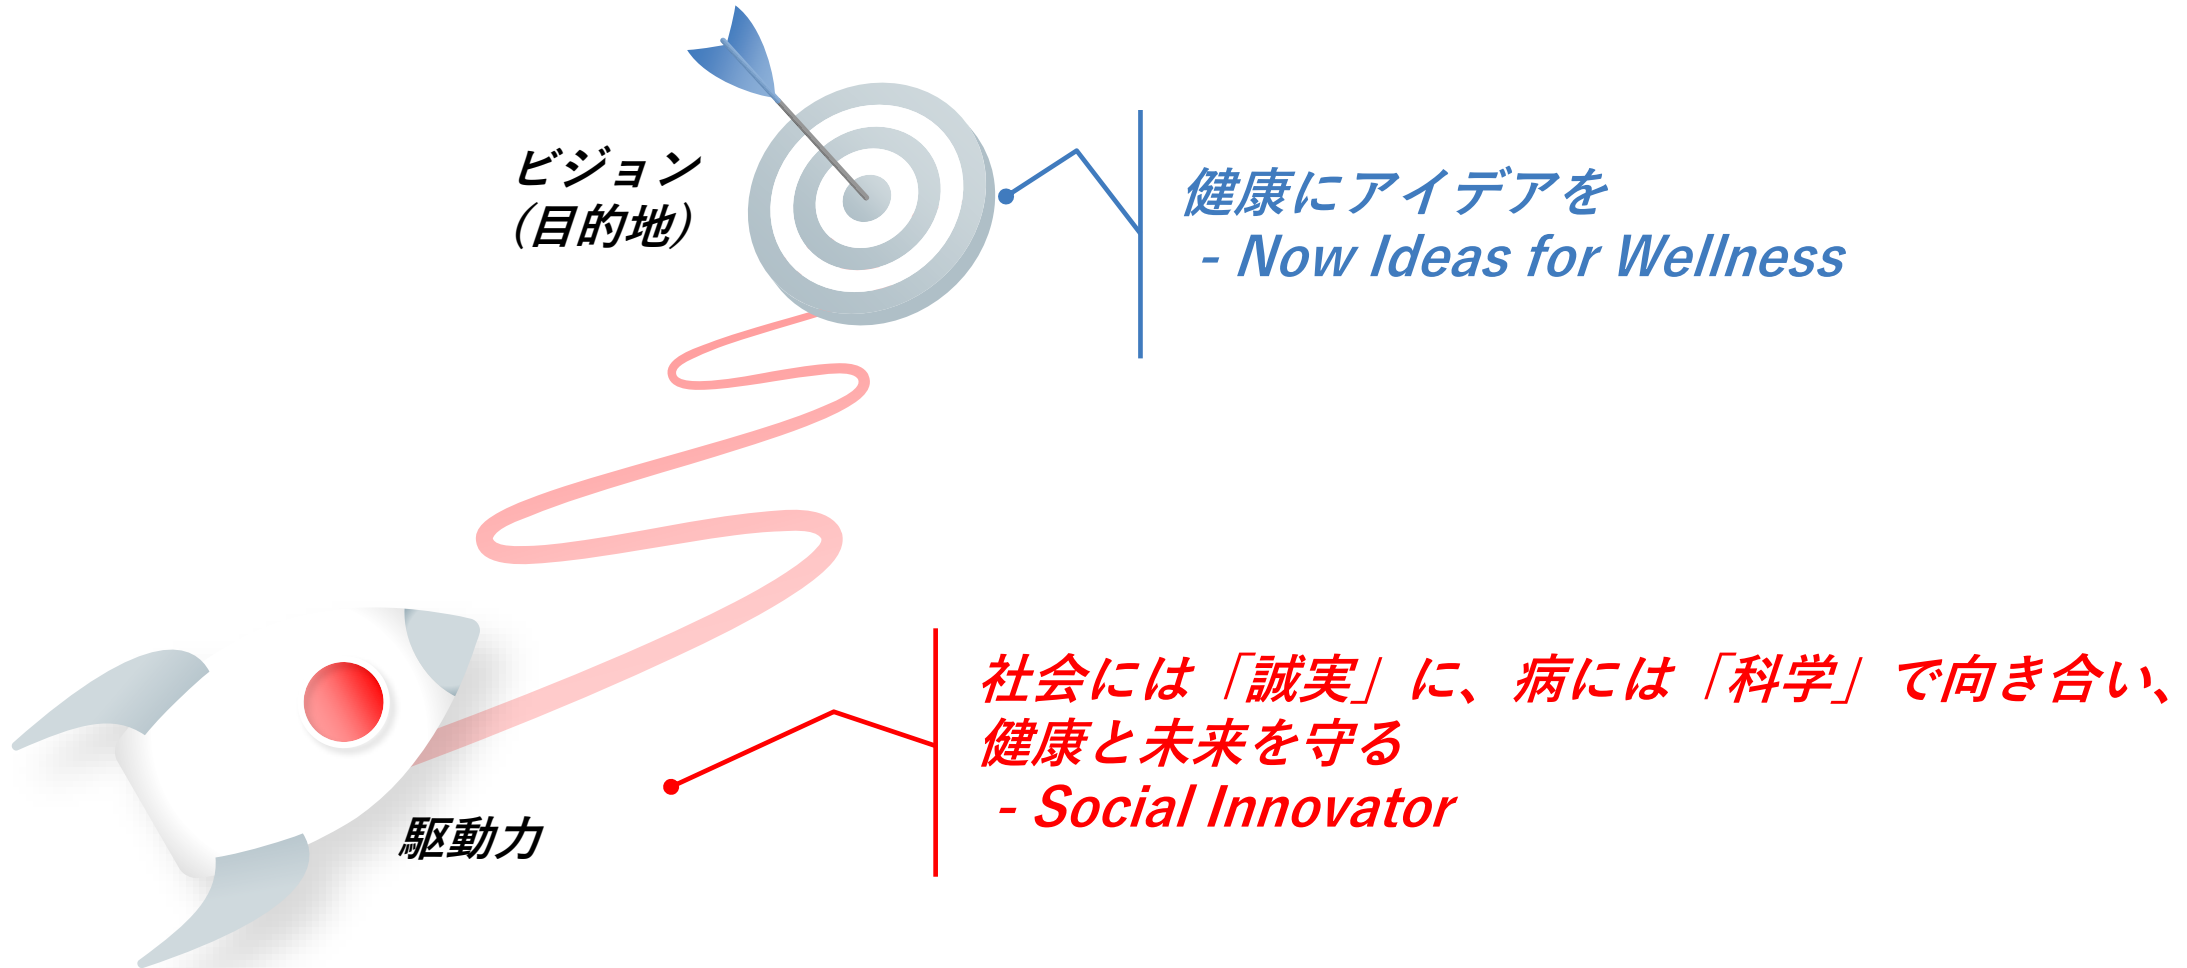 ビジョン
（目的地）
健康にアイデアを
- Now Ideas for Wellness
社会には「誠実」に、病には「科学」で向き合い、
健康と未来を守る
- Social Innovator
駆動力